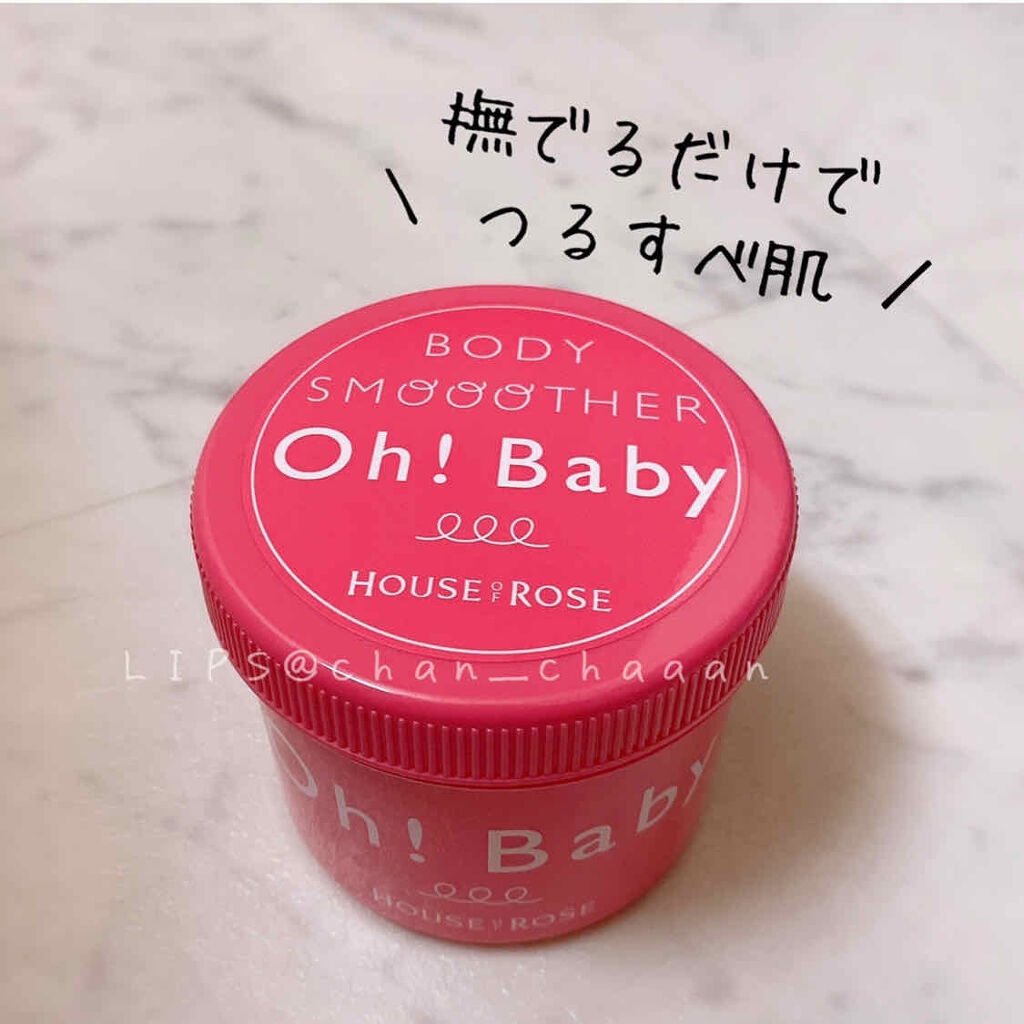 撫でるだけで
\ つるすべ肌 /
BODY
SMOOOTHER
Oh! Baby
HOUSE OF ROSE
LIPS@chan_chaaan
Oh! Baby
HOUSE OF ROSE